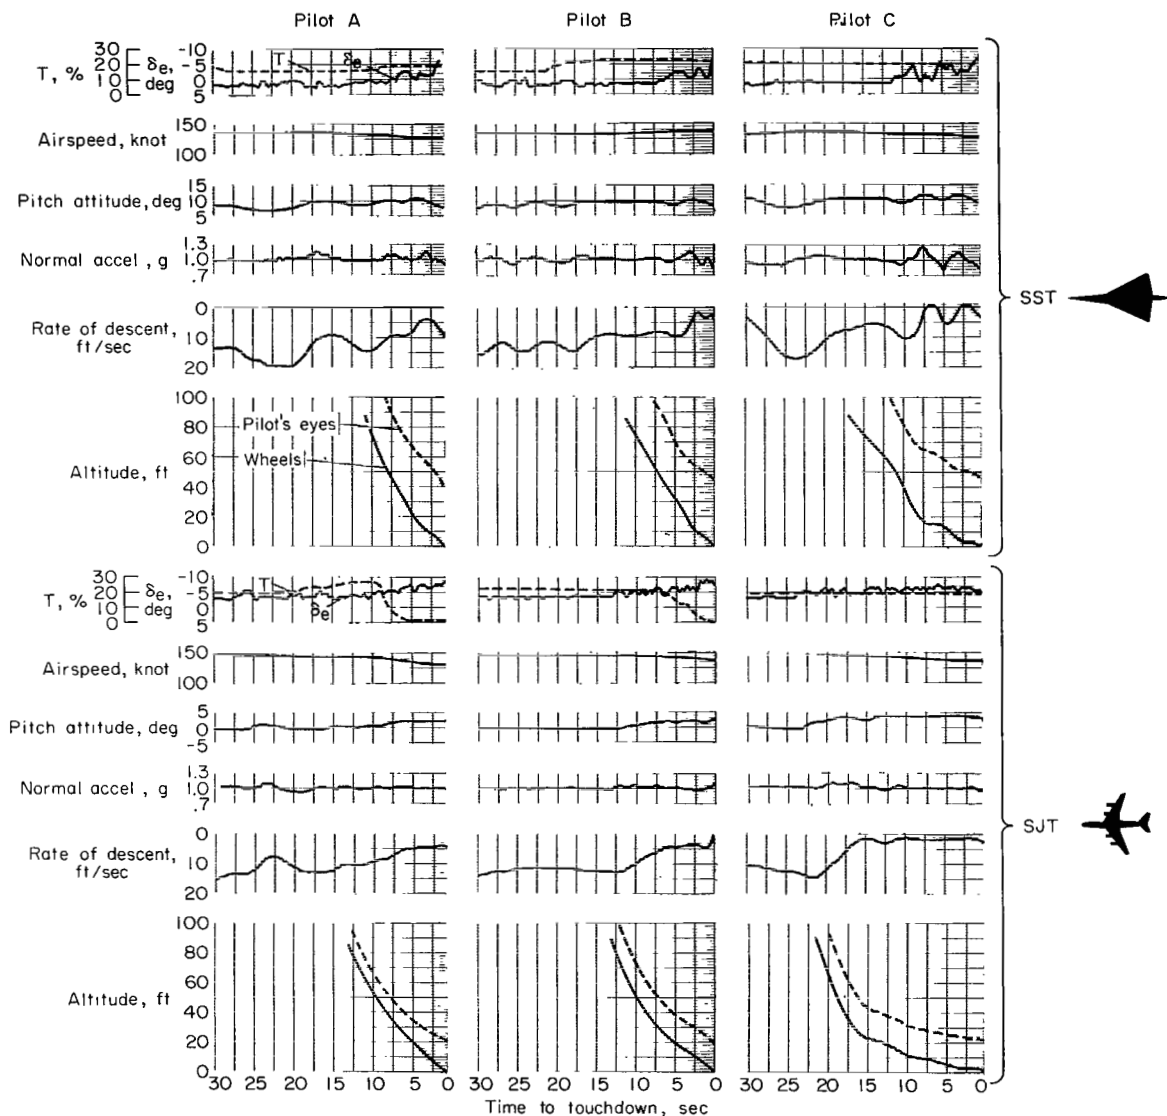 Pilot A Pilot B Pilot C
T, % 30 20 10 0 δe, deg -10 -5 0 5 T δe
Airspeed, knot 150 100
Pitch attitude, deg 15 10 5
Normal accel, g 1.3 1.0 .7
Rate of descent, ft/sec 0 10 20
SST
Altitude, ft 100 80 60 40 20 0
Pilot's eyes
Wheels
T, % 30 20 10 0 δe, deg -10 -5 0 5 T δe
Airspeed, knot 150 100
Pitch attitude, deg 5 0 -5
Normal accel, g 1.3 1.0 .7
SJT
Rate of descent, ft/sec 0 10 20
Altitude, ft 100 80 60 40 20 0
30 25 20 15 10 5 0 30 25 20 15 10 5 0 30 25 20 15 10 5 0
Time to touchdown, sec